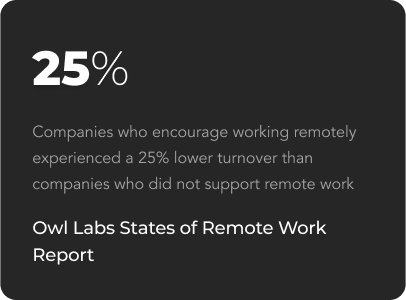 25%
Companies who encourage working remotely
experienced a 25% lower turnover than
companies who did not support remote work
Owl Labs States of Remote Work
Report